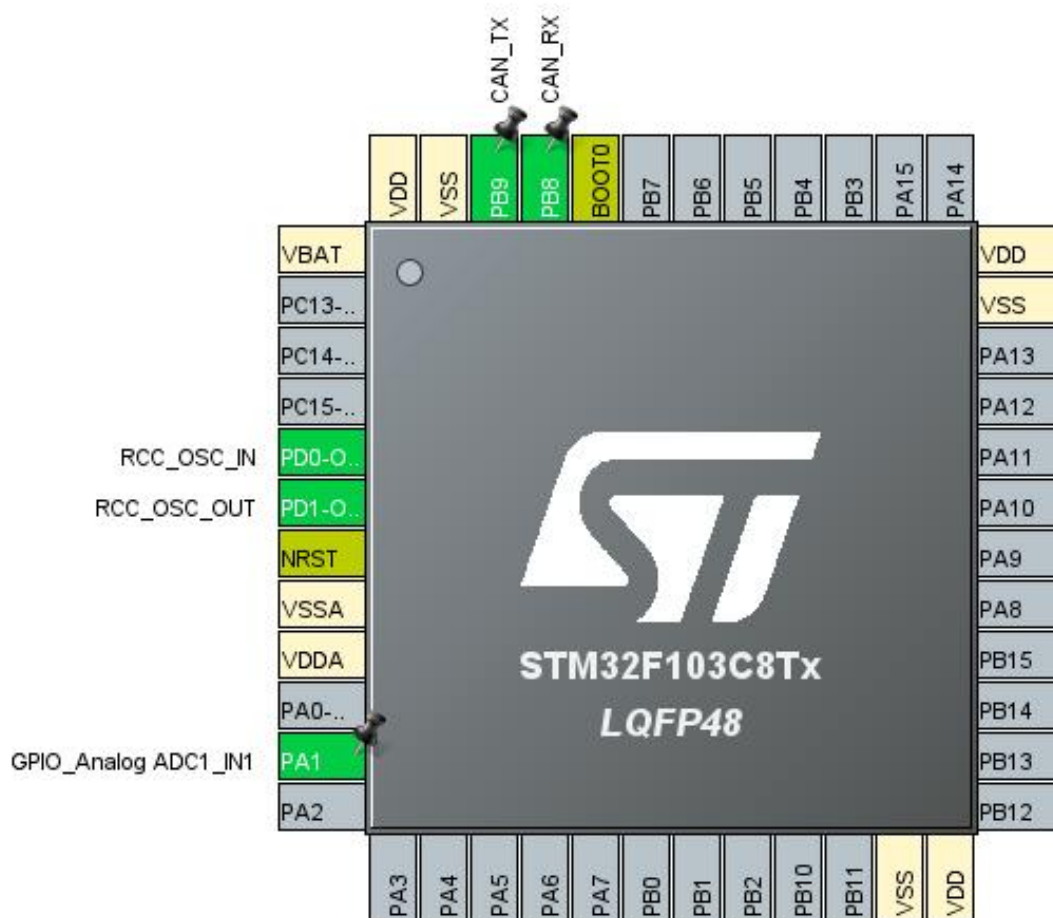 CAN_TX
CAN_RX
VDD
VSS
PB9
PB8
BOOT0
PB7
PB6
PB5
PB4
PB3
PA15
PA14
VBAT
PC13-..
PC14-..
PC15-..
RCC_OSC_IN PD0-O..
RCC_OSC_OUT PD1-O..
NRST
VSSA
VDDA
PA0-..
GPIO_Analog ADC1_IN1 PA1
PA2
VDD
VSS
PA13
PA12
PA11
PA10
PA9
PA8
PB15
PB14
PB13
PB12
STM32F103C8Tx
LQFP48
PA3
PA4
PA5
PA6
PA7
PB0
PB1
PB2
PB10
PB11
VSS
VDD